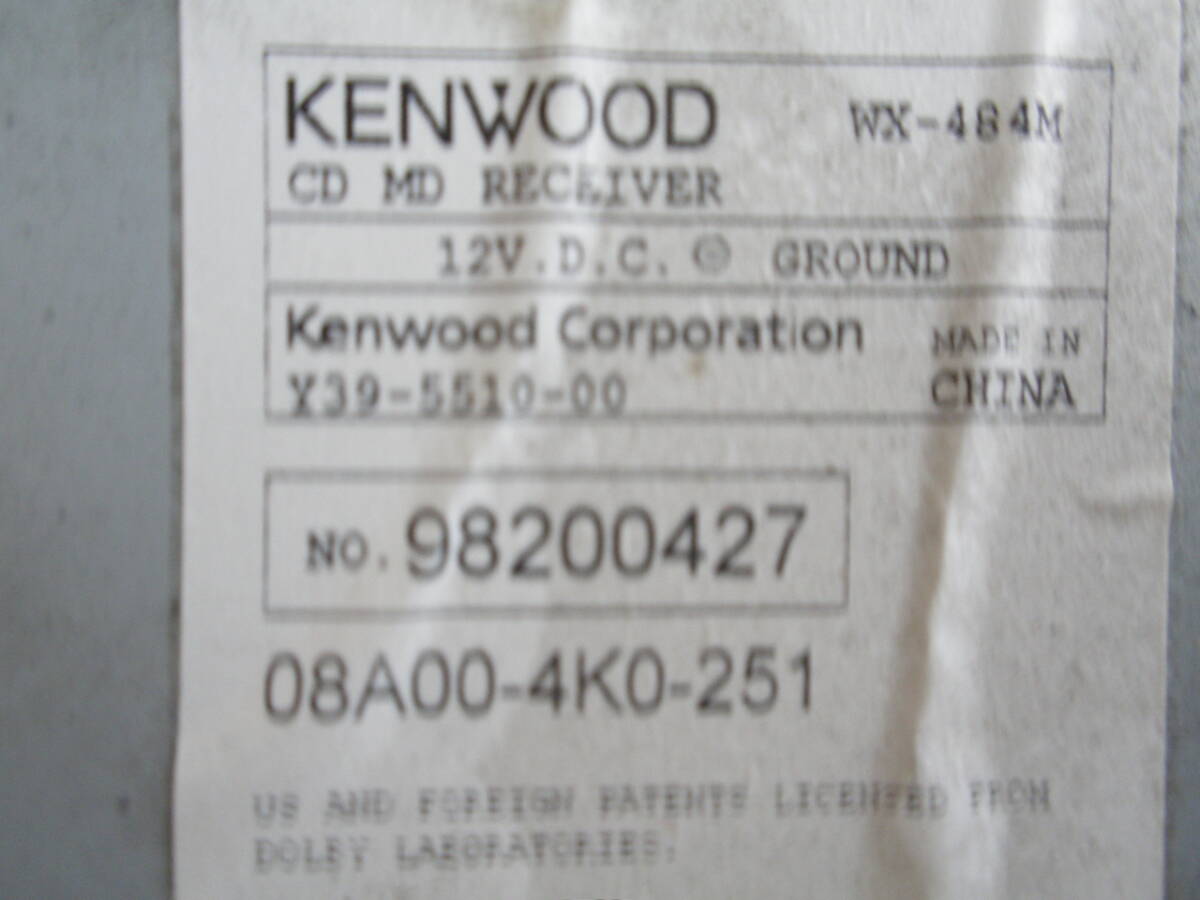 KENWOOD WX-484M
CD MD RECEIVER
12V.D.C. ⊖ GROUND
Kenwood Corporation MADE IN
Y39-5510-00 CHINA
NO. 98200427
08A00-4K0-251
US AND FOREIGN PATENTS LICENSED FROM
DOLBY LABORATORIES.